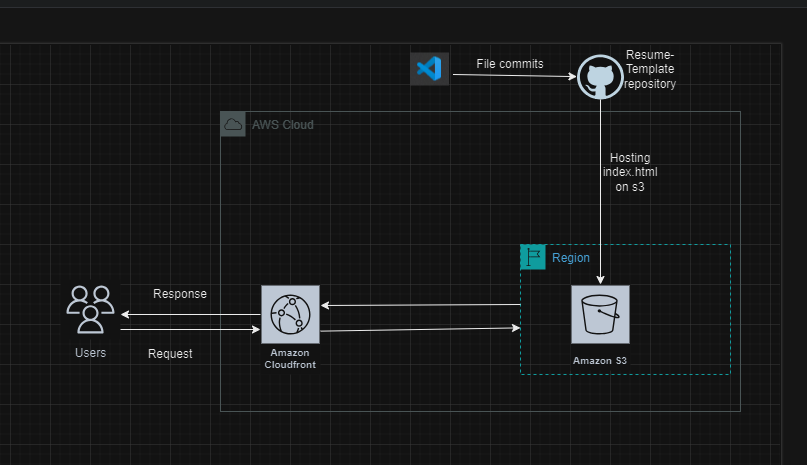 File commits
Resume-
Template
repository
AWS Cloud
Hosting
index.html
on s3
Region
Response
Users
Request
Amazon
Cloudfront
Amazon S3